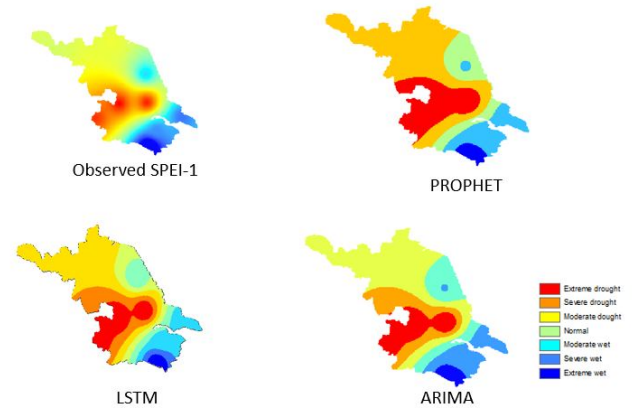 Observed SPEI-1
PROPHET
LSTM
ARIMA
Extreme drought
Severe drought
Moderate dought
Normal
Moderate wet
Severe wet
Extreme wet